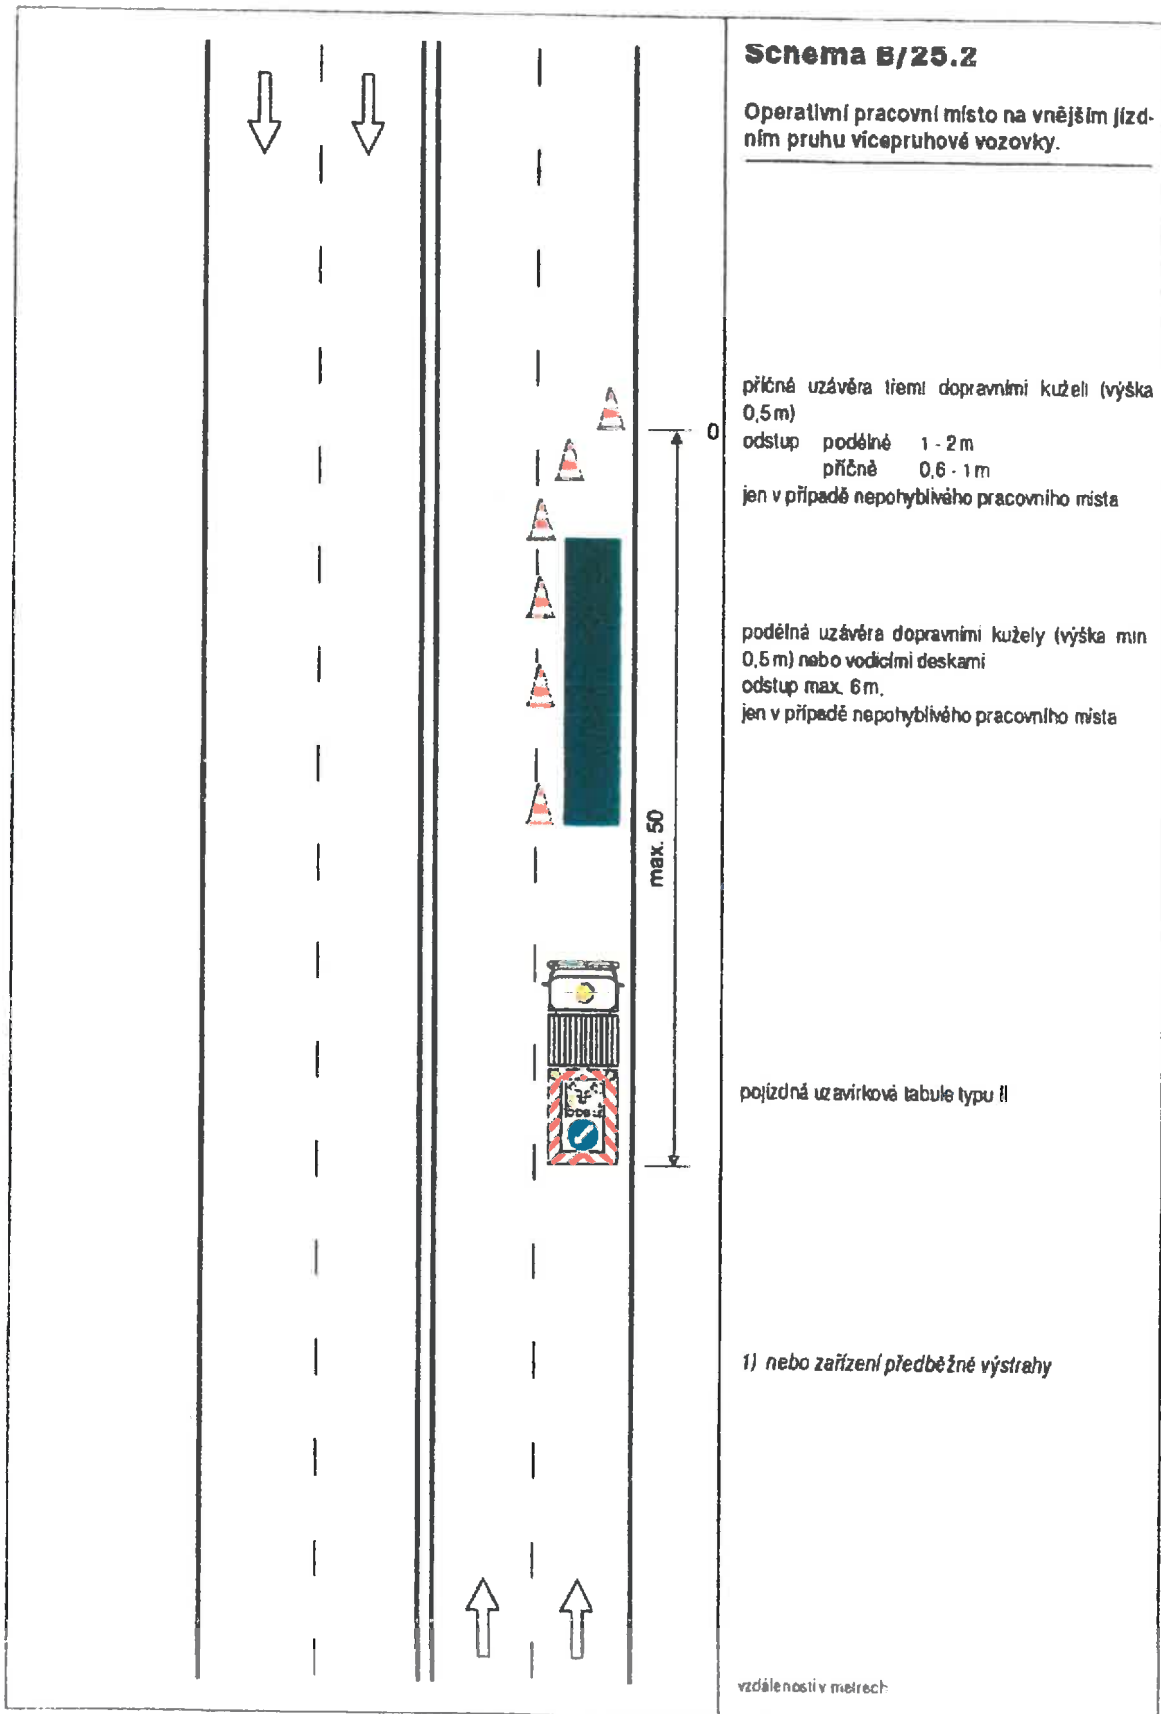 Schema B/25.2
Operativní pracovní místo na vnějším jízd-
ním pruhu vícepruhové vozovky.
příčná uzávěra třemi dopravními kuželi (výška
0,5 m)
0
odstup podélné 1 - 2 m
příčně 0,6 - 1 m
jen v případě nepohyblivého pracovního místa
podélná uzávěra dopravními kužely (výška min
0,5 m) nebo vodicími deskami
odstup max. 6 m,
jen v případě nepohyblivého pracovního místa
max. 50
pojízdná uzavírková tabule typu II
1) nebo zařízení předběžné výstrahy
vzdálenosti v metrech